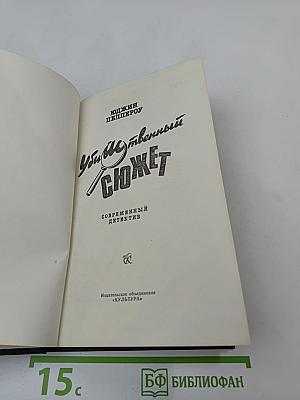 ЮДЖИН
ПЕППЕРОУ
Убийственный
СЮЖЕТ
СОВРЕМЕННЫЙ
ДЕТЕКТИВ
Издательское объединение
«КУЛЬТУРА»
15с
БФ БИБЛИОФАН